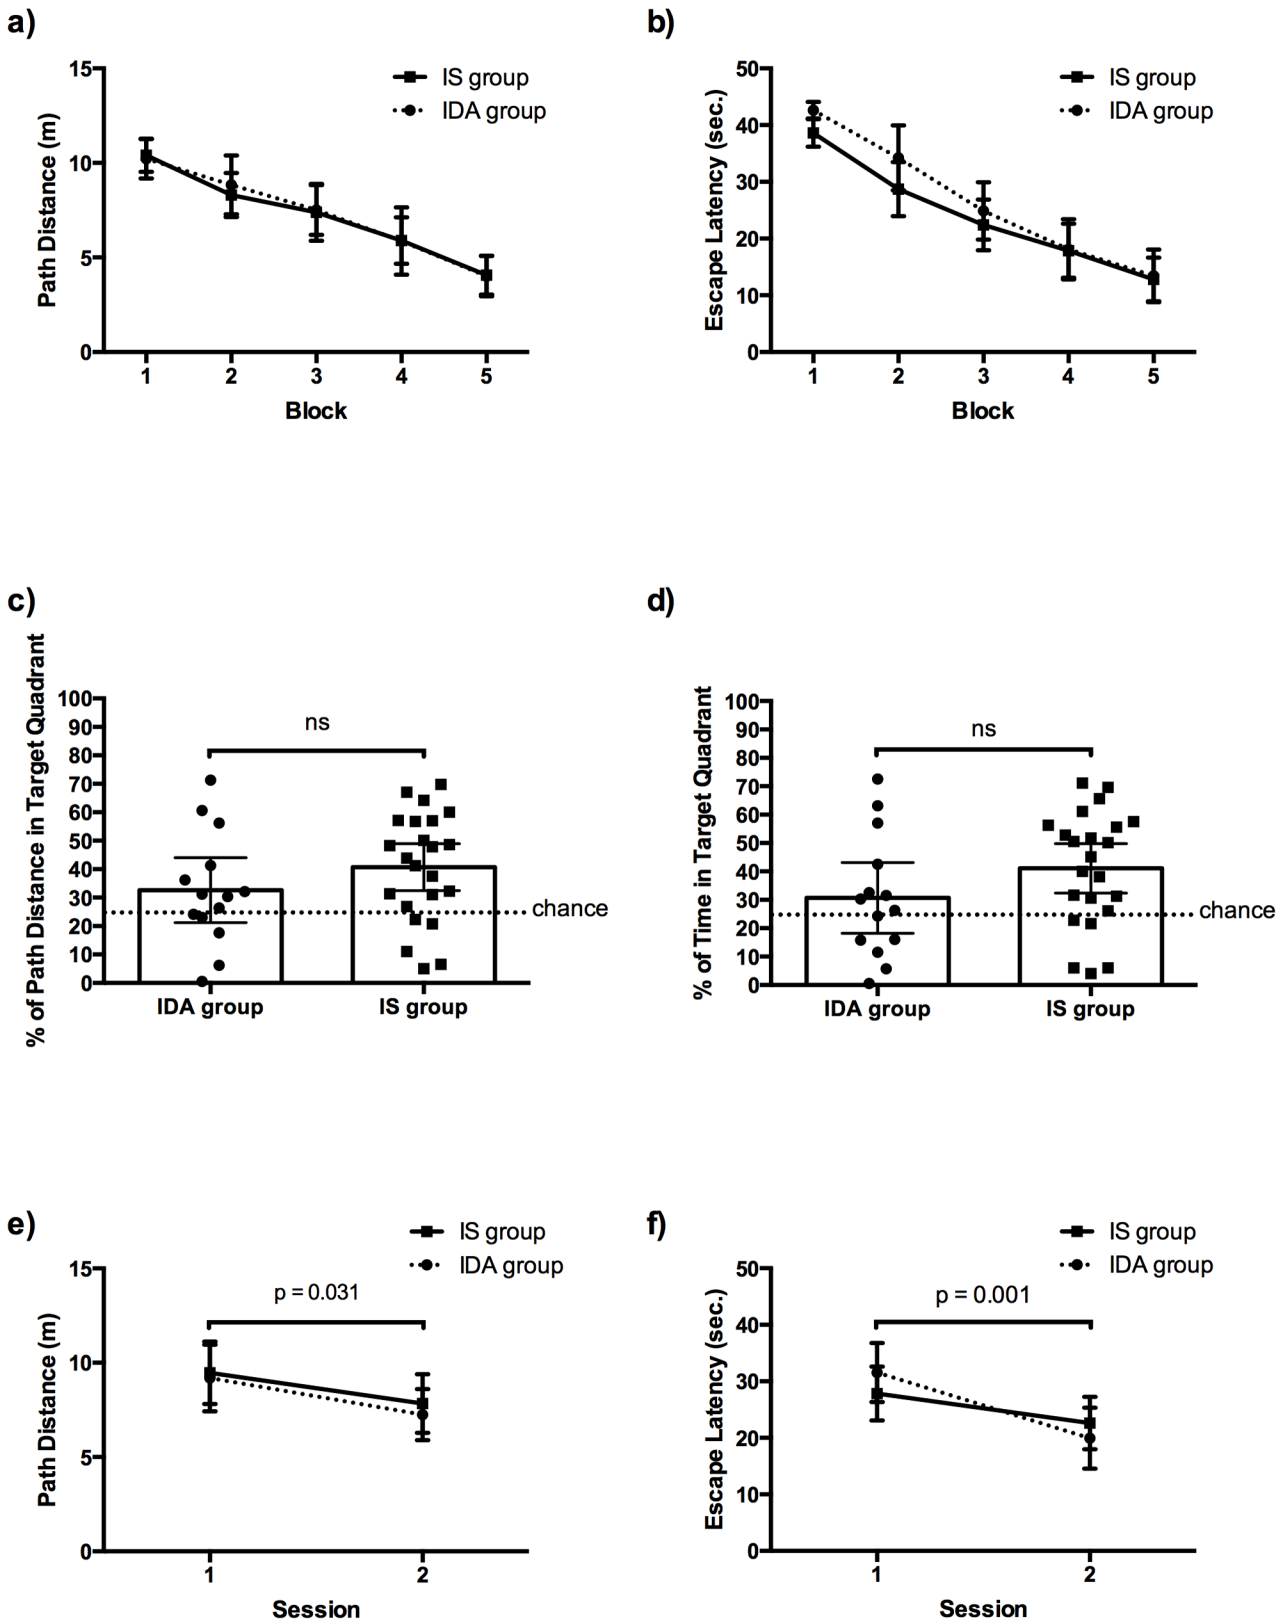 a)
Path Distance (m)
15
10
5
0
IS group
IDA group
1 2 3 4 5
Block
b)
Escape Latency (sec.)
50
40
30
20
10
0
IS group
IDA group
1 2 3 4 5
Block
c)
% of Path Distance in Target Quadrant
100
90
80
70
60
50
40
30
20
10
0
ns
chance
IDA group IS group
d)
% of Time in Target Quadrant
100
90
80
70
60
50
40
30
20
10
0
ns
chance
IDA group IS group
e)
Path Distance (m)
15
10
5
0
IS group
IDA group
p = 0.031
1 2
Session
f)
Escape Latency (sec.)
50
40
30
20
10
0
IS group
IDA group
p = 0.001
1 2
Session